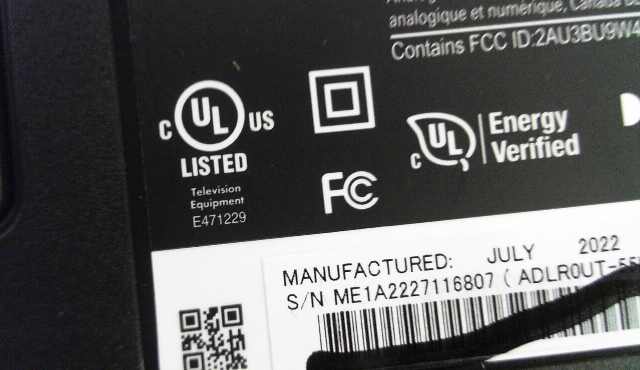 analogique et numérique, Canada
Contains FCC ID:2AU3BU9W4
C UL US
LISTED
Television
Equipment
E471229
FC
C UL
Energy
Verified
MANUFACTURED: JULY 2022
S/N ME1A2227116807 ( ADLR0UT-55